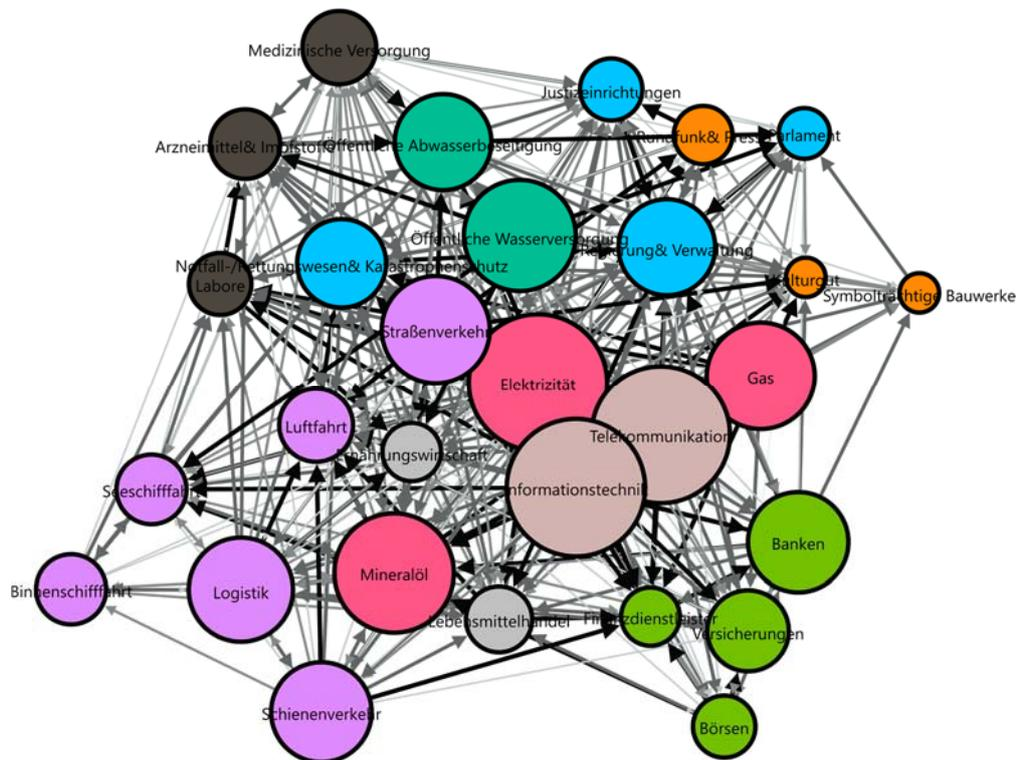 Medizinische Versorgung
Justizeinrichtungen
Rundfunk& Presse
Parlament
Arzneimittel& Impfstoffe
Öffentliche Abwasserbeseitigung
Öffentliche Wasserversorgung
Regierung& Verwaltung
Notfall-/Rettungswesen& Katastrophenschutz
Labore
Kulturgut
Symbolträchtige Bauwerke
Straßenverkehr
Elektrizität
Gas
Luftfahrt
Telekommunikation
Ernährungswirtschaft
Seeschifffahrt
Informationstechnik
Banken
Mineralöl
Binnenschifffahrt
Logistik
Lebensmittelhandel
Finanzdienstleister
Versicherungen
Schienenverkehr
Börsen